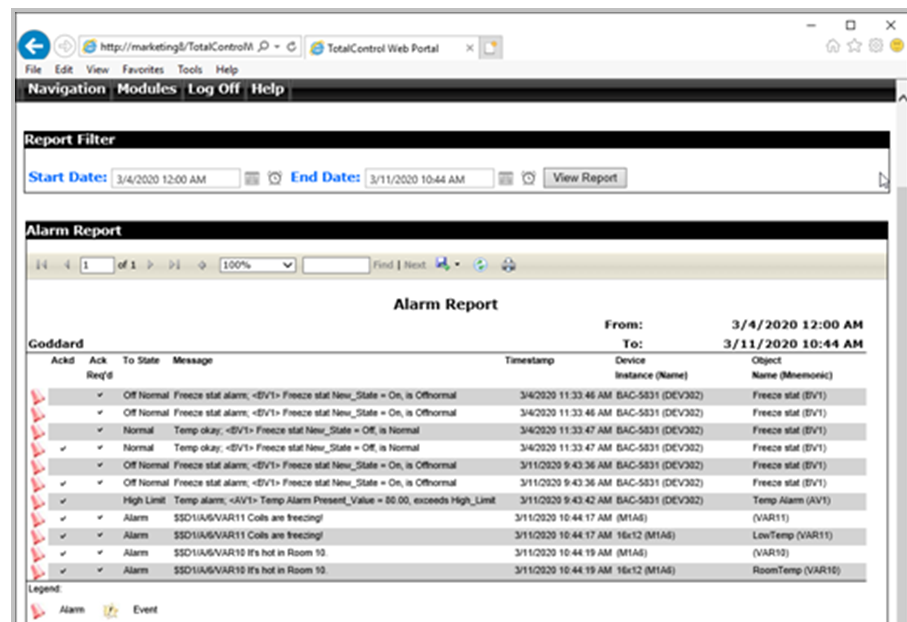 http://marketing8/TotalControlM
TotalControl Web Portal
File Edit View Favorites Tools Help
Navigation Modules Log Off Help
Report Filter
Start Date: 3/4/2020 12:00 AM End Date: 3/11/2020 10:44 AM View Report
Alarm Report
1 of 1 100% Find | Next
Alarm Report
From: 3/4/2020 12:00 AM
Goddard To: 3/11/2020 10:44 AM
Ackd Ack To State Message Timestamp Device Object
Req'd Instance (Name) Name (Mnemonic)
Off Normal Freeze stat alarm; <BV1> Freeze stat New_State = On, is Offnormal 3/4/2020 11:33:46 AM BAC-5831 (DEV302) Freeze stat (BV1)
Off Normal Freeze stat alarm; <BV1> Freeze stat New_State = On, is Offnormal 3/4/2020 11:33:46 AM BAC-5831 (DEV302) Freeze stat (BV1)
Normal Temp okay; <BV1> Freeze stat New_State = Off, is Normal 3/4/2020 11:33:47 AM BAC-5831 (DEV302) Freeze stat (BV1)
Normal Temp okay; <BV1> Freeze stat New_State = Off, is Normal 3/4/2020 11:33:47 AM BAC-5831 (DEV302) Freeze stat (BV1)
Off Normal Freeze stat alarm; <BV1> Freeze stat New_State = On, is Offnormal 3/11/2020 9:43:36 AM BAC-5831 (DEV302) Freeze stat (BV1)
Off Normal Freeze stat alarm; <BV1> Freeze stat New_State = On, is Offnormal 3/11/2020 9:43:36 AM BAC-5831 (DEV302) Freeze stat (BV1)
High Limit Temp alarm; <AV1> Temp Alarm Present_Value = 80.00, exceeds High_Limit 3/11/2020 9:43:42 AM BAC-5831 (DEV302) Temp Alarm (AV1)
Alarm $SD1/A/6/VAR11 Coils are freezing! 3/11/2020 10:44:17 AM (M1A6) (VAR11)
Alarm $SD1/A/6/VAR11 Coils are freezing! 3/11/2020 10:44:17 AM 16x12 (M1A6) LowTemp (VAR11)
Alarm $SD1/A/6/VAR10 It's hot in Room 10. 3/11/2020 10:44:19 AM (M1A6) (VAR10)
Alarm $SD1/A/6/VAR10 It's hot in Room 10. 3/11/2020 10:44:19 AM 16x12 (M1A6) RoomTemp (VAR10)
Legend:
Alarm Event